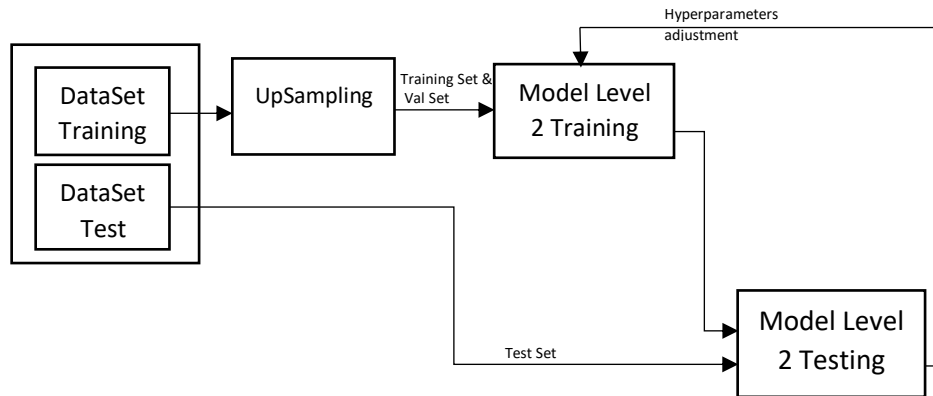 Hyperparameters
adjustment
DataSet
Training
UpSampling
Training Set &
Val Set
Model Level
2 Training
DataSet
Test
Test Set
Model Level
2 Testing